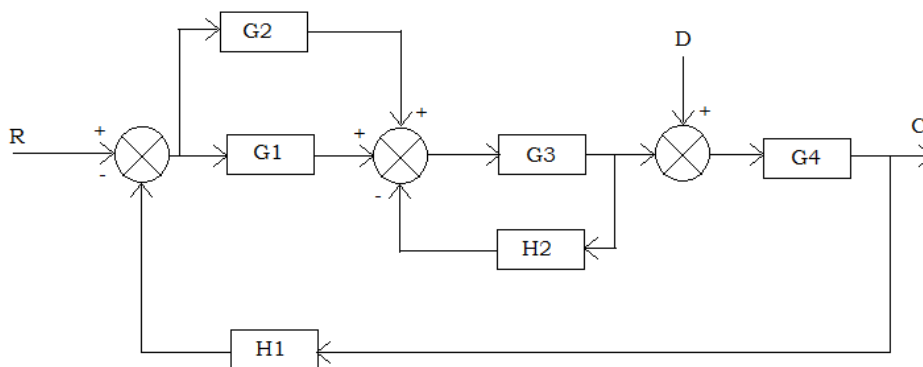 G2
D
R
+
-
G1
+
+
-
G3
+
G4
C
H2
H1